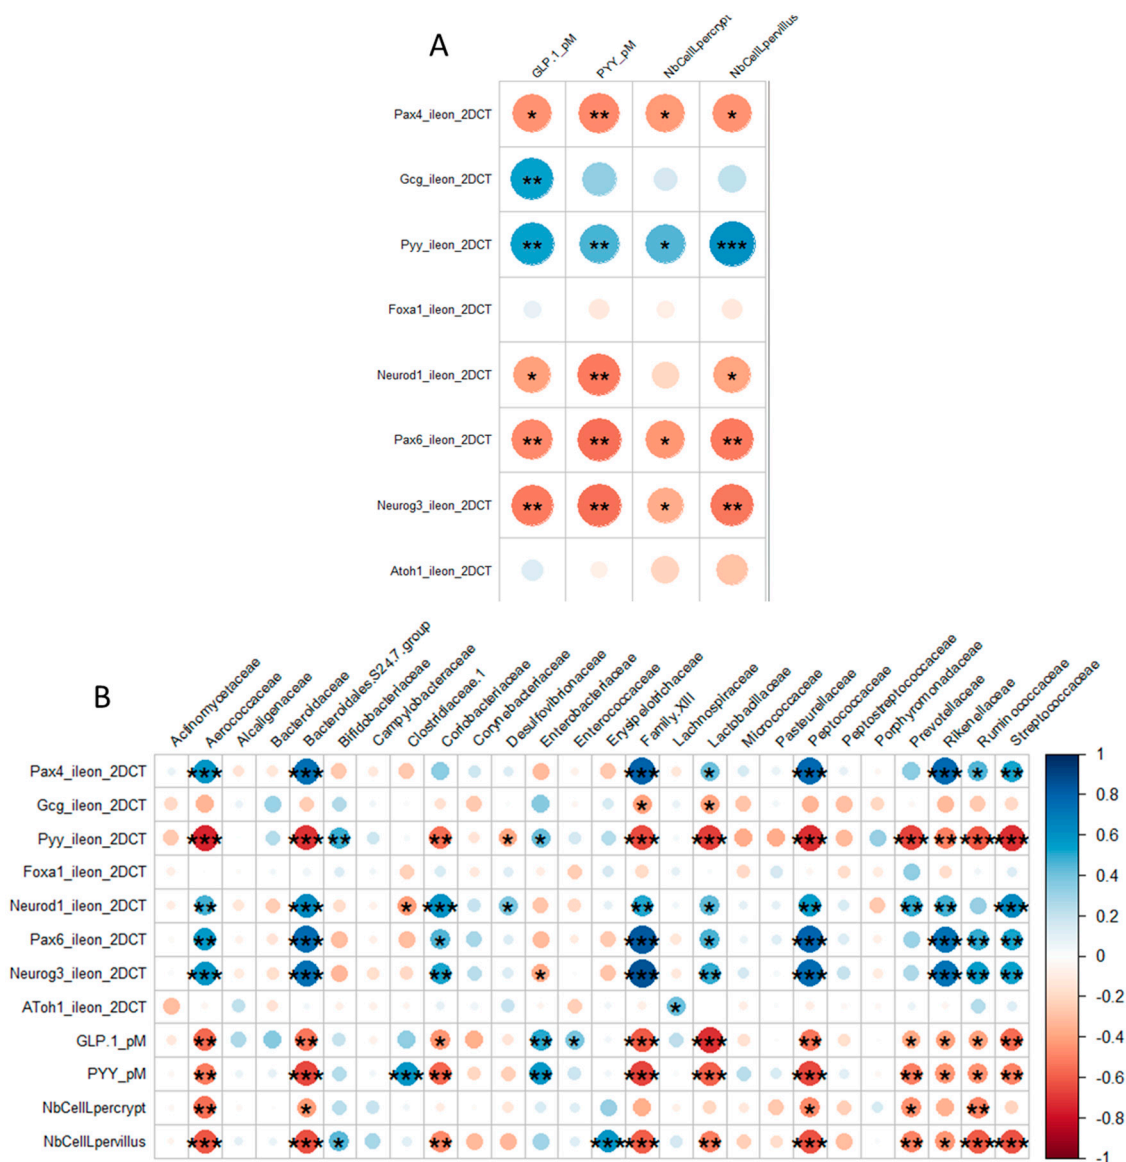 A
GLP.1_pM
PYY_pM
NbCellLpercrypt
NbCellLpervillus
Pax4_ileon_2DCT * ** * *
Gcg_ileon_2DCT **
Pyy_ileon_2DCT ** ** * ***
Foxa1_ileon_2DCT
Neurod1_ileon_2DCT * ** *
Pax6_ileon_2DCT ** ** * **
Neurog3_ileon_2DCT ** ** * **
Atoh1_ileon_2DCT
B
Actinomycetaceae
Aerococcaceae
Alcaligenaceae
Bacteroidaceae
Bacteroidales.S2.4.7.group
Bifidobacteriaceae
Campylobacteraceae
Clostridiaceae.1
Coriobacteriaceae
Corynebacteriaceae
Desulfovibrionaceae
Enterobacteriaceae
Enterococcaceae
Erysipelotrichaceae
Family.XIII
Lachnospiraceae
Lactobacillaceae
Micrococcaceae
Pasteurellaceae
Peptococcaceae
Peptostreptococcaceae
Porphyromonadaceae
Prevotellaceae
Rikenellaceae
Ruminococcaceae
Streptococcaceae
Pax4_ileon_2DCT *** *** *** * *** *** * **
Gcg_ileon_2DCT * *
Pyy_ileon_2DCT *** *** ** ** * * *** *** *** *** ** *** ***
Foxa1_ileon_2DCT
Neurod1_ileon_2DCT ** *** * *** * ** * ** ** ** ***
Pax6_ileon_2DCT ** *** * *** * *** *** ** **
Neurog3_ileon_2DCT *** *** ** * *** ** *** *** ** **
AToh1_ileon_2DCT *
GLP.1_pM ** ** * ** * *** *** ** * * * **
PYY_pM ** *** *** ** ** *** *** *** ** * * **
NbCellLpercrypt ** * * * **
NbCellLpervillus *** *** * ** *** *** ** *** ** * *** ***
1
0.8
0.6
0.4
0.2
0
-0.2
-0.4
-0.6
-0.8
-1